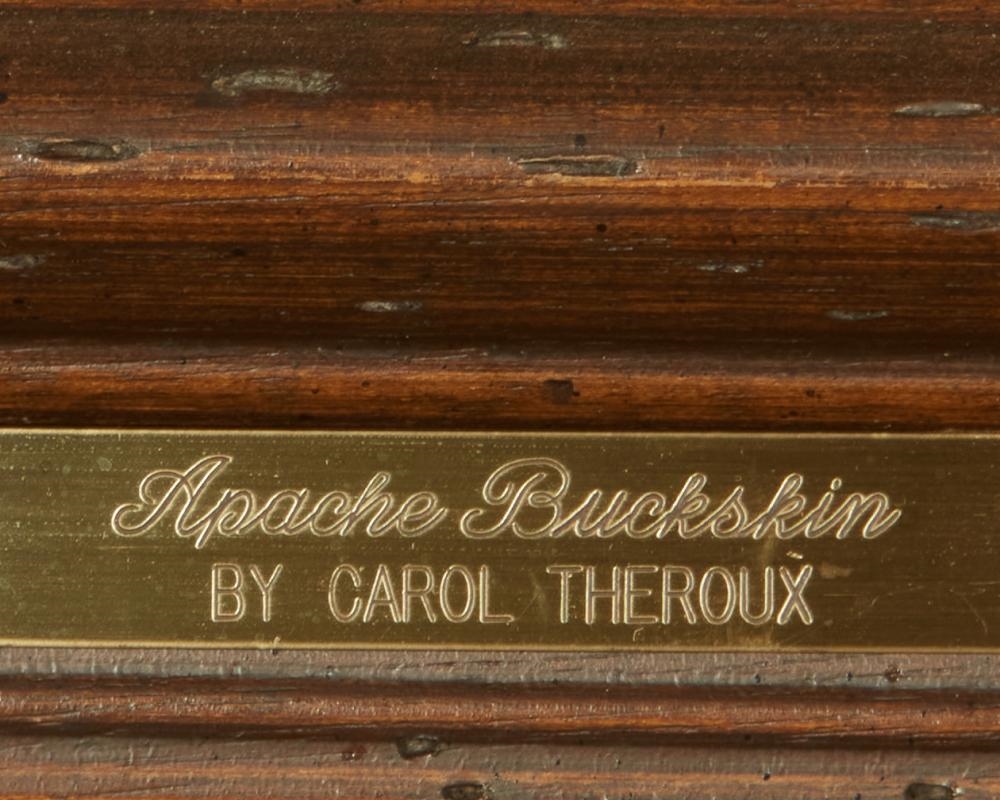 Apache Buckskin
BY CAROL THEROUX